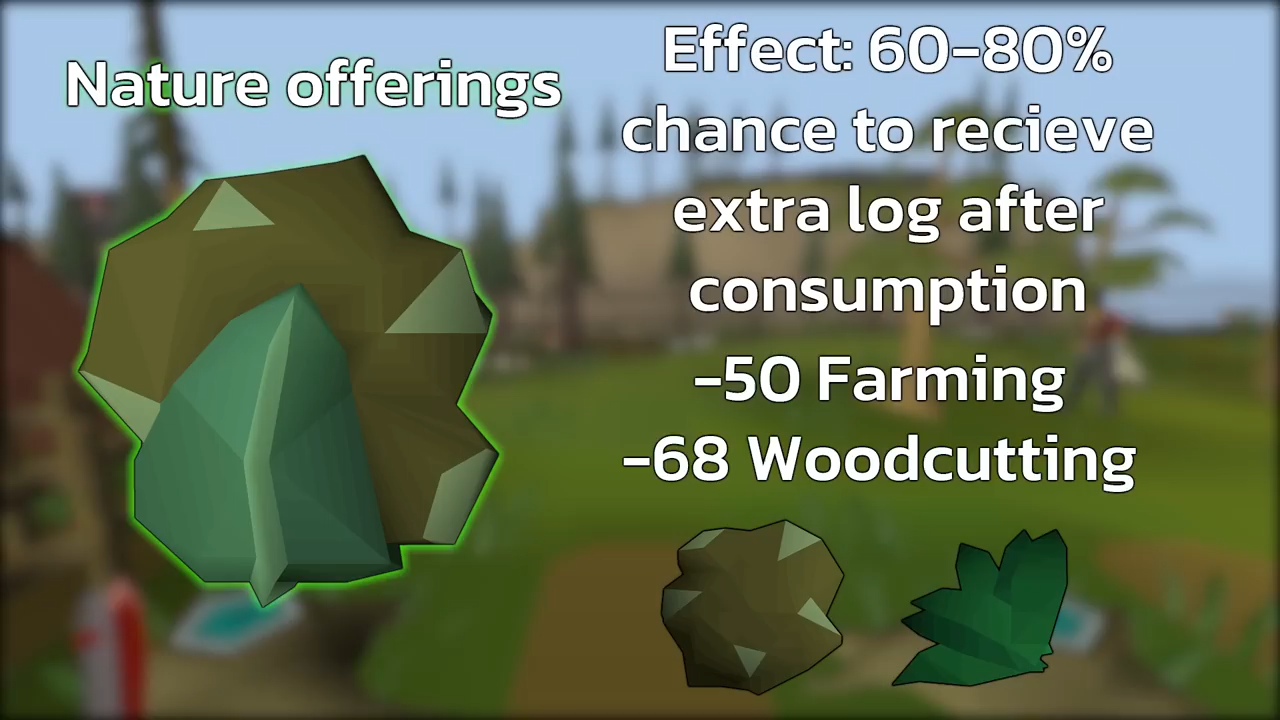 Nature offerings
Effect: 60-80%
chance to recieve
extra log after
consumption
-50 Farming
-68 Woodcutting